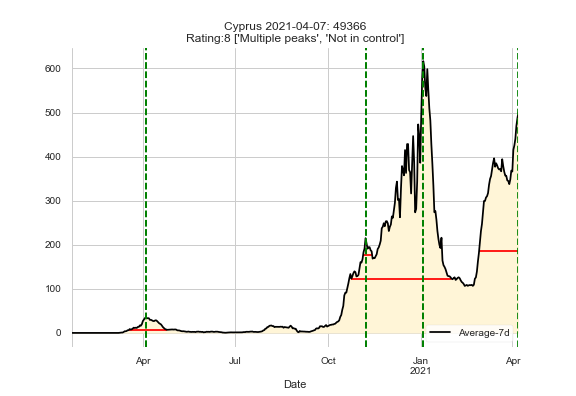 Cyprus 2021-04-07: 49366
Rating:8 ['Multiple peaks', 'Not in control']
600
500
400
300
200
100
0
Average-7d
Apr
Jul
Oct
Jan
2021
Apr
Date